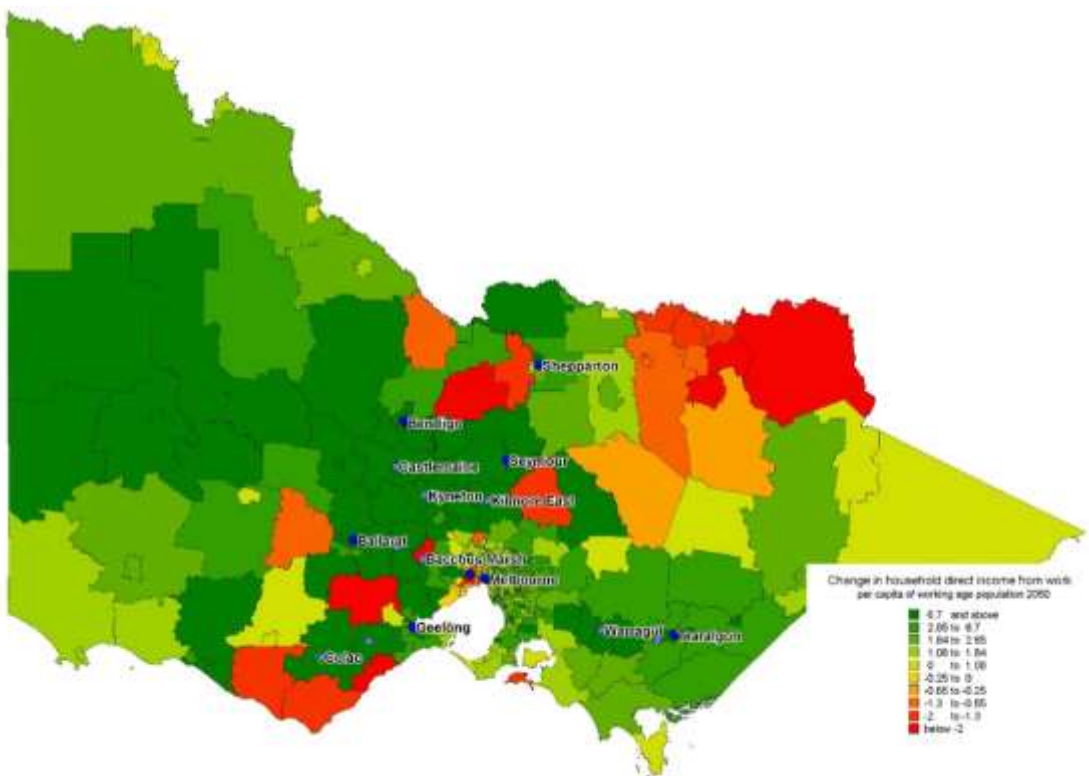 Shepparton
Bendigo
Castlemaine
Seymour
Kyneton
Kilmore East
Ballarat
Bacchus Marsh
Melbourne
Geelong
Warragul
Traralgon
Colac
Change in household direct income from work
per capita of working age population 2050
6.7 and above
2.65 to 6.7
1.84 to 2.65
1.08 to 1.84
0 to 1.08
-0.25 to 0
-0.65 to -0.25
-1.3 to -0.65
-2 to -1.3
below -2